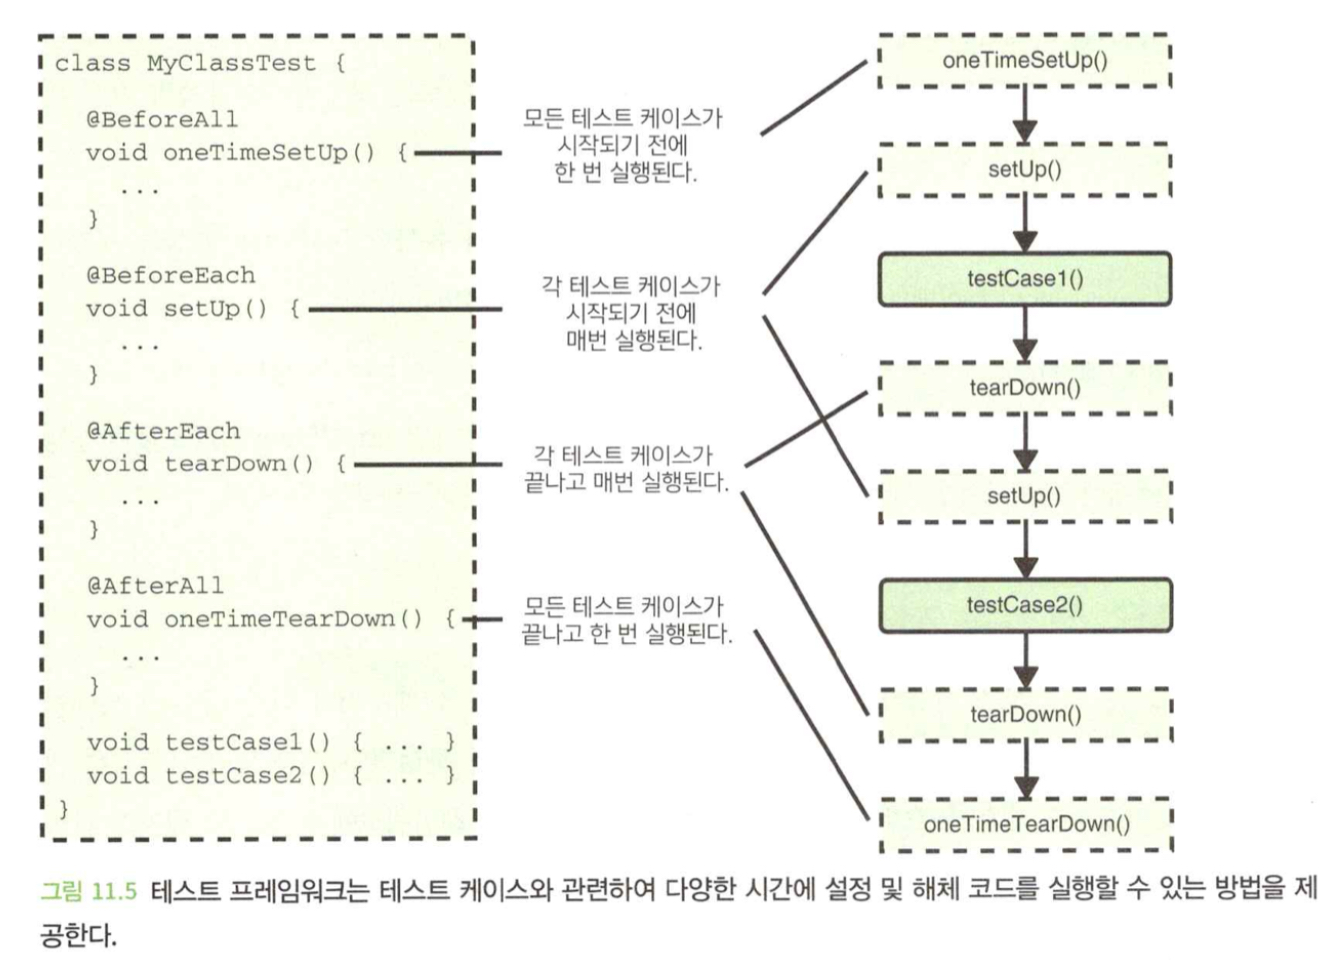 class MyClassTest {
@BeforeAll
void oneTimeSetUp() {
...
}
@BeforeEach
void setUp() {
...
}
@AfterEach
void tearDown() {
...
}
@AfterAll
void oneTimeTearDown() {
...
}
void testCase1() { ... }
void testCase2() { ... }
}
모든 테스트 케이스가
시작되기 전에
한 번 실행된다.
각 테스트 케이스가
시작되기 전에
매번 실행된다.
각 테스트 케이스가
끝나고 매번 실행된다.
모든 테스트 케이스가
끝나고 한 번 실행된다.
oneTimeSetUp()
setUp()
testCase1()
tearDown()
setUp()
testCase2()
tearDown()
oneTimeTearDown()
그림 11.5 테스트 프레임워크는 테스트 케이스와 관련하여 다양한 시간에 설정 및 해체 코드를 실행할 수 있는 방법을 제
공한다.